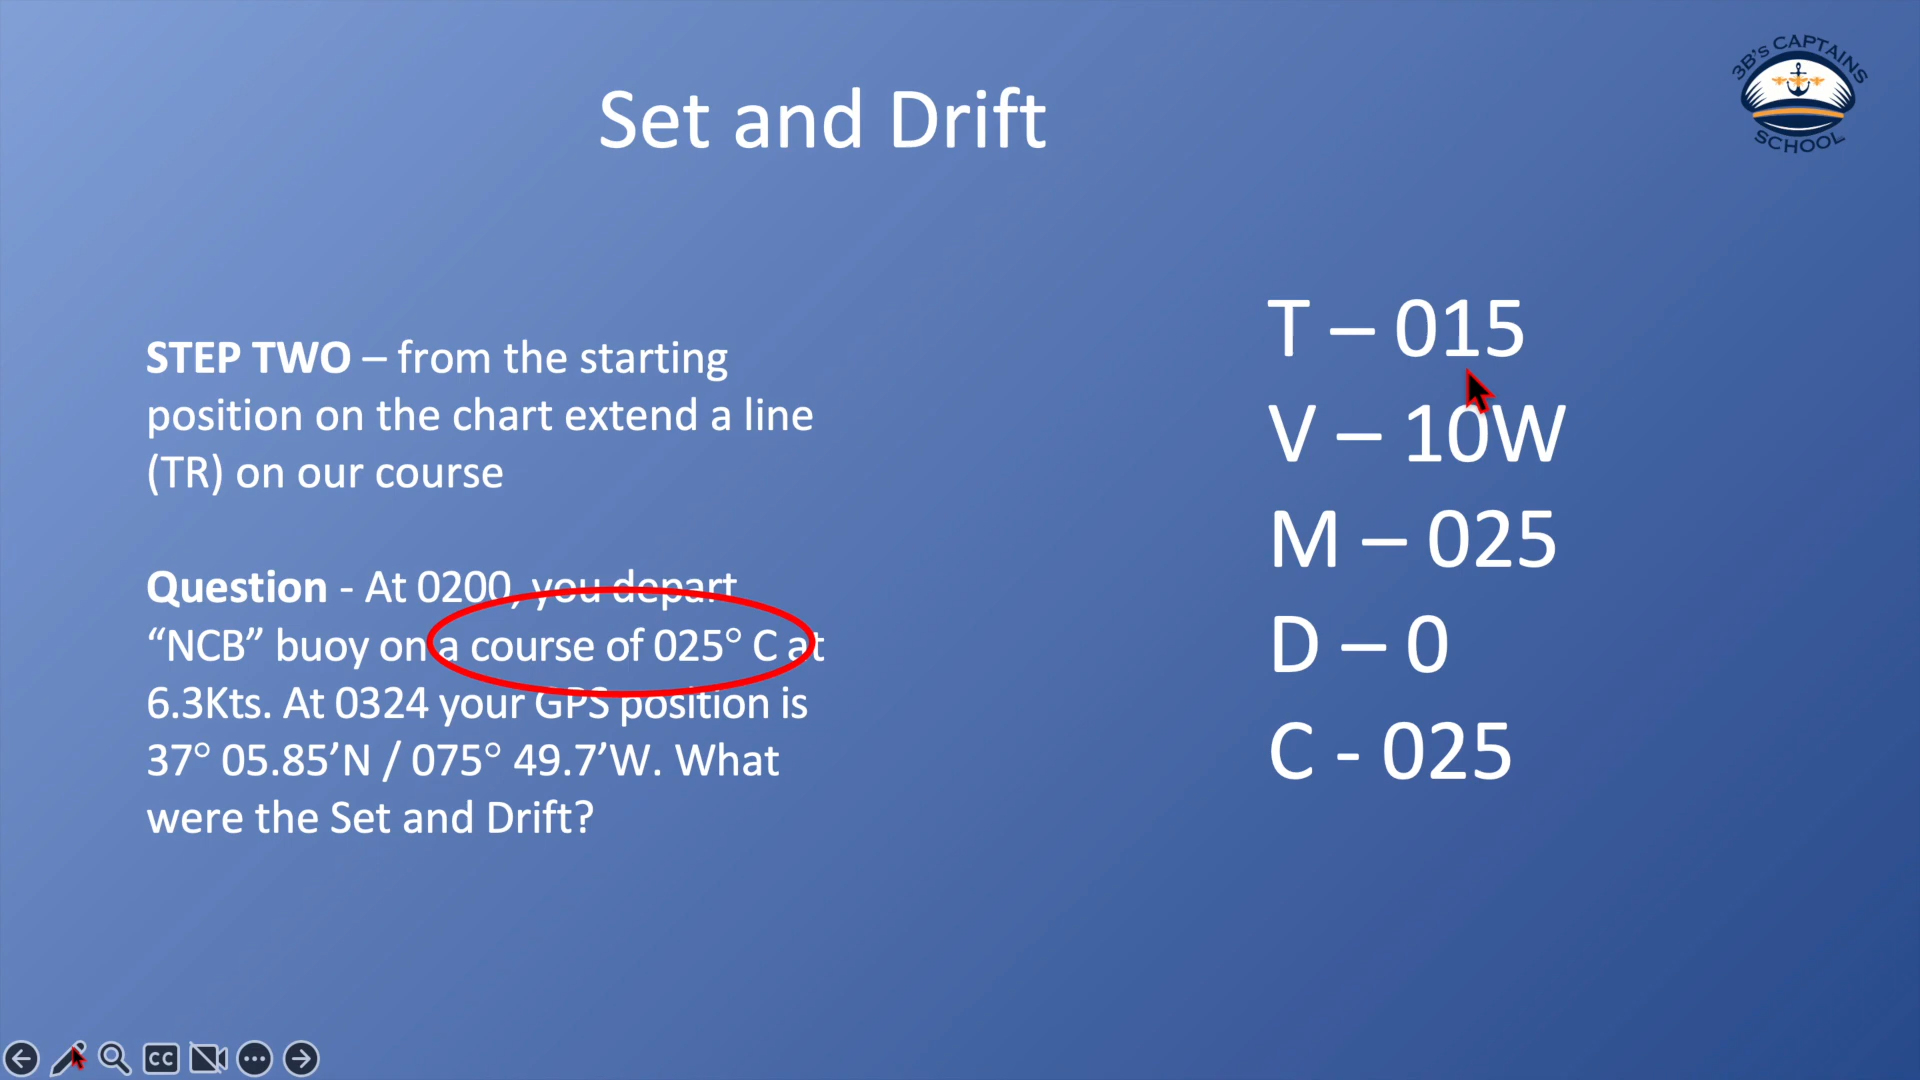 3B's CAPTAINS
SCHOOL
Set and Drift
STEP TWO – from the starting
position on the chart extend a line
(TR) on our course
Question - At 0200, you depart
“NCB” buoy on a course of 025° C at
6.3Kts. At 0324 your GPS position is
37° 05.85’N / 075° 49.7’W. What
were the Set and Drift?
T – 015
V – 10W
M – 025
D – 0
C - 025
CC